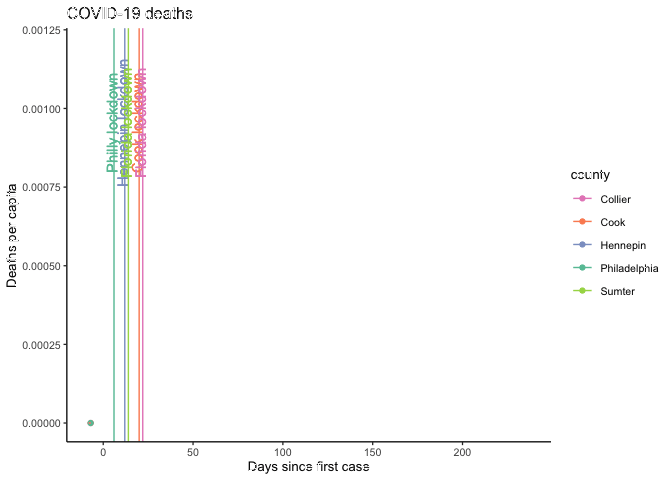 COVID-19 deaths
0.00125
0.00100
0.00075
0.00050
0.00025
0.00000
Deaths per capita
Philly lockdown
Hennepin lockdown
Cook lockdown
Florida lockdown
0
50
100
150
200
Days since first case
county
Collier
Cook
Hennepin
Philadelphia
Sumter